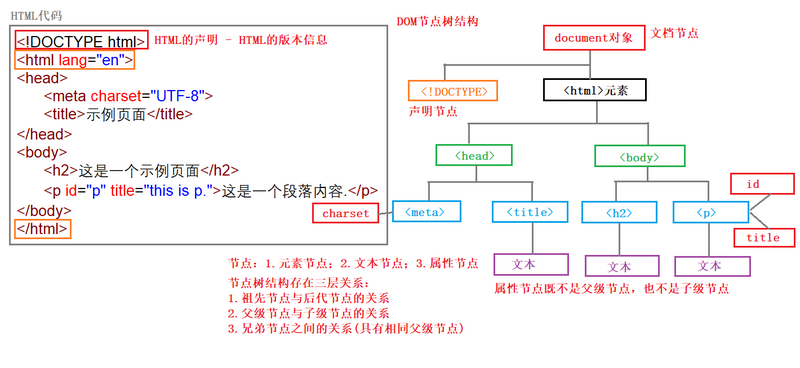 HTML代码
<!DOCTYPE html>
HTML的声明 - HTML的版本信息
<html lang="en">
<head>
<meta charset="UTF-8">
<title>示例页面</title>
</head>
<body>
<h2>这是一个示例页面</h2>
<p id="p" title="this is p.">这是一个段落内容.</p>
</body>
</html>
DOM节点树结构
document对象
文档节点
<!DOCTYPE>
声明节点
<html>元素
<head>
<body>
charset
<meta>
<title>
<h2>
<p>
id
title
文本
文本
文本
节点: 1.元素节点; 2.文本节点; 3.属性节点
节点树结构存在三层关系:
1.祖先节点与后代节点的关系
2.父级节点与子级节点的关系
3.兄弟节点之间的关系(具有相同父级节点)
属性节点既不是父级节点, 也不是子级节点